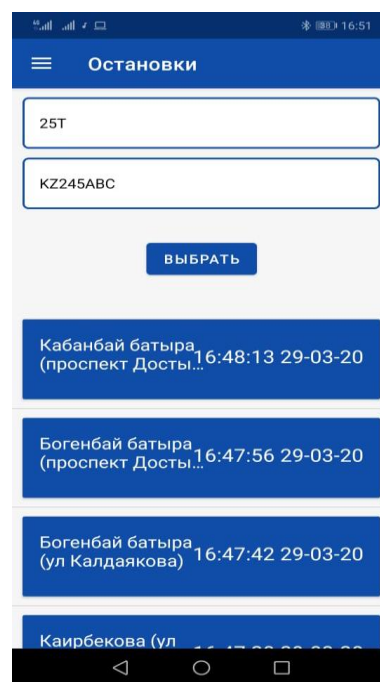 16:51
Остановки
25T
KZ245ABC
ВЫБРАТЬ
Кабанбай батыра
(проспект Досты... 16:48:13 29-03-20
Богенбай батыра
(проспект Досты... 16:47:56 29-03-20
Богенбай батыра
(ул Калдаякова) 16:47:42 29-03-20
Каирбекова (ул